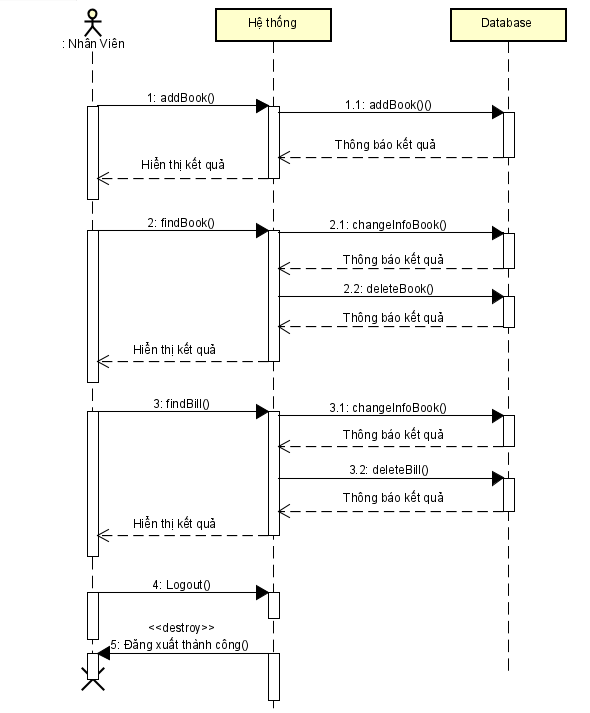 Hệ thống
Database
: Nhân Viên
1: addBook()
1.1: addBook()()
Thông báo kết quả
Hiển thị kết quả
2: findBook()
2.1: changeInfoBook()
Thông báo kết quả
2.2: deleteBook()
Thông báo kết quả
Hiển thị kết quả
3: findBill()
3.1: changeInfoBook()
Thông báo kết quả
3.2: deleteBill()
Thông báo kết quả
Hiển thị kết quả
4: Logout()
<<destroy>>
5: Đăng xuất thành công()